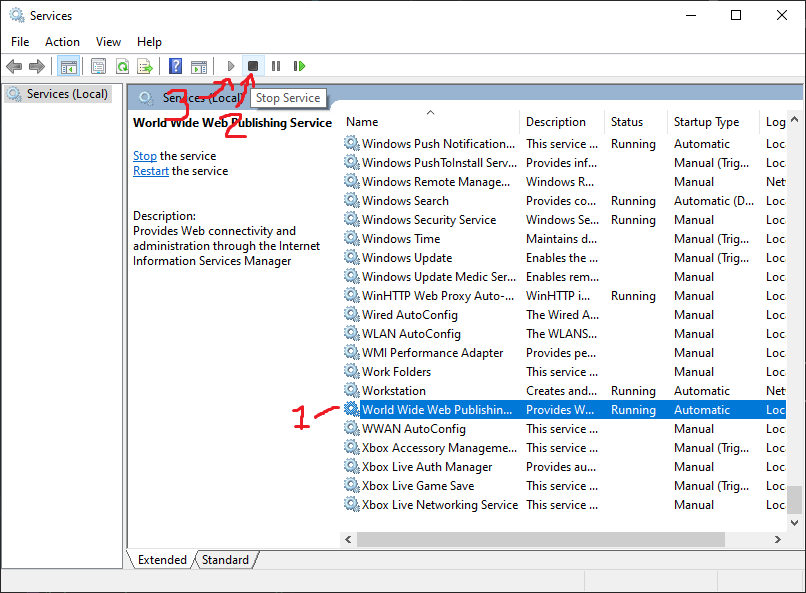 Services
File Action View Help
Services (Local)
3 Services (Local) Stop Service
2
World Wide Web Publishing Service
Stop the service
Restart the service
Description:
Provides Web connectivity and
administration through the Internet
Information Services Manager
Name Description Status Startup Type Log
Windows Push Notification... This service ... Running Automatic Loc
Windows PushToInstall Serv... Provides inf... Manual (Trig... Loc
Windows Remote Manage... Windows R... Manual Net
Windows Search Provides co... Running Automatic (D... Loc
Windows Security Service Windows Se... Running Manual Loc
Windows Time Maintains d... Manual (Trig... Loc
Windows Update Enables the ... Manual (Trig... Loc
Windows Update Medic Ser... Enables rem... Manual Loc
WinHTTP Web Proxy Auto-... WinHTTP i... Running Manual Loc
Wired AutoConfig The Wired A... Manual Loc
WLAN AutoConfig The WLANS... Manual Loc
WMI Performance Adapter Provides pe... Manual Loc
Work Folders This service ... Manual Loc
Workstation Creates and... Running Automatic Net
1 World Wide Web Publishin... Provides W... Running Automatic Loc
WWAN AutoConfig This service ... Manual Loc
Xbox Accessory Manageme... This service ... Manual (Trig... Loc
Xbox Live Auth Manager Provides au... Manual Loc
Xbox Live Game Save This service ... Manual (Trig... Loc
Xbox Live Networking Service This service ... Manual Loc
Extended Standard